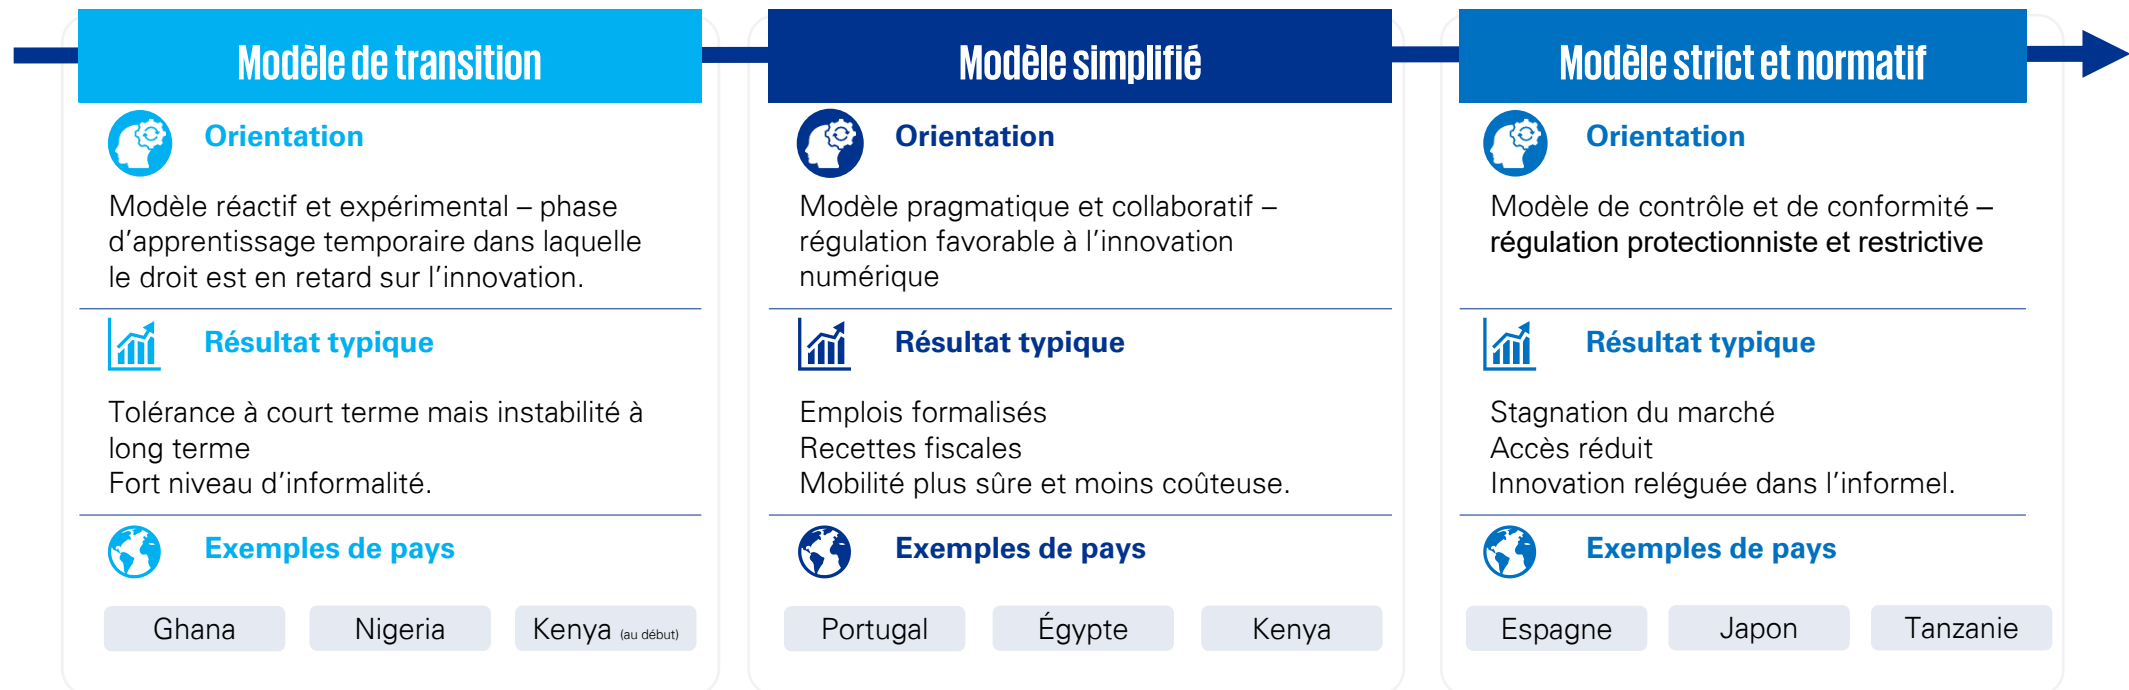 Modèle de transition
Orientation
Modèle réactif et expérimental – phase
d’apprentissage temporaire dans laquelle
le droit est en retard sur l’innovation.
Résultat typique
Tolérance à court terme mais instabilité à
long terme
Fort niveau d’informalité.
Exemples de pays
Ghana
Nigeria
Kenya (au début)
Modèle simplifié
Orientation
Modèle pragmatique et collaboratif –
régulation favorable à l’innovation
numérique
Résultat typique
Emplois formalisés
Recettes fiscales
Mobilité plus sûre et moins coûteuse.
Exemples de pays
Portugal
Égypte
Kenya
Modèle strict et normatif
Orientation
Modèle de contrôle et de conformité –
régulation protectionniste et restrictive
Résultat typique
Stagnation du marché
Accès réduit
Innovation reléguée dans l’informel.
Exemples de pays
Espagne
Japon
Tanzanie